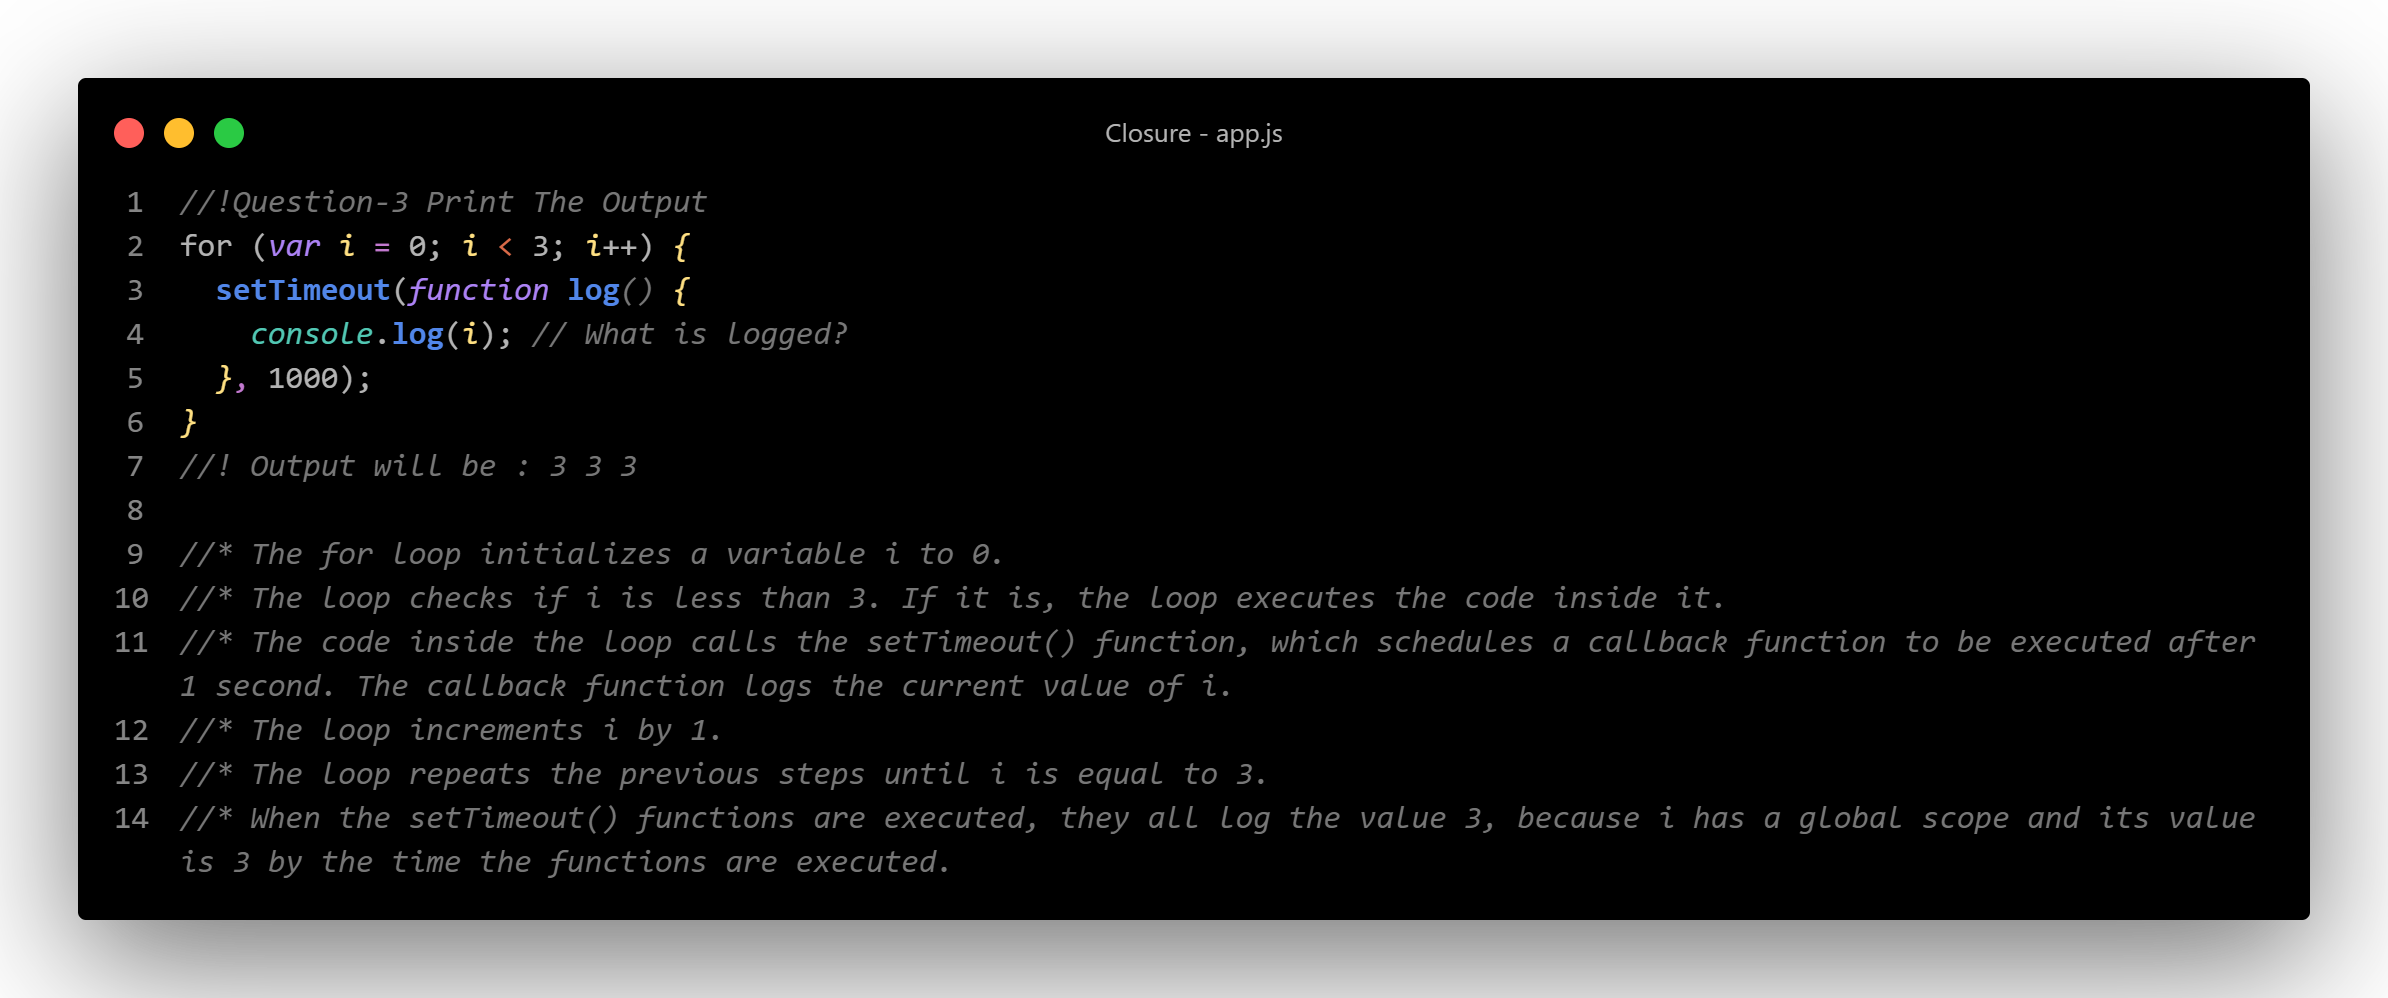 Closure - app.js
1 //!Question-3 Print The Output
2 for (var i = 0; i < 3; i++) {
3   setTimeout(function log() {
4     console.log(i); // What is logged?
5   }, 1000);
6 }
7 //! Output will be : 3 3 3
8
9 //* The for loop initializes a variable i to 0.
10 //* The loop checks if i is less than 3. If it is, the loop executes the code inside it.
11 //* The code inside the loop calls the setTimeout() function, which schedules a callback function to be executed after
1 second. The callback function logs the current value of i.
12 //* The loop increments i by 1.
13 //* The loop repeats the previous steps until i is equal to 3.
14 //* When the setTimeout() functions are executed, they all log the value 3, because i has a global scope and its value
is 3 by the time the functions are executed.